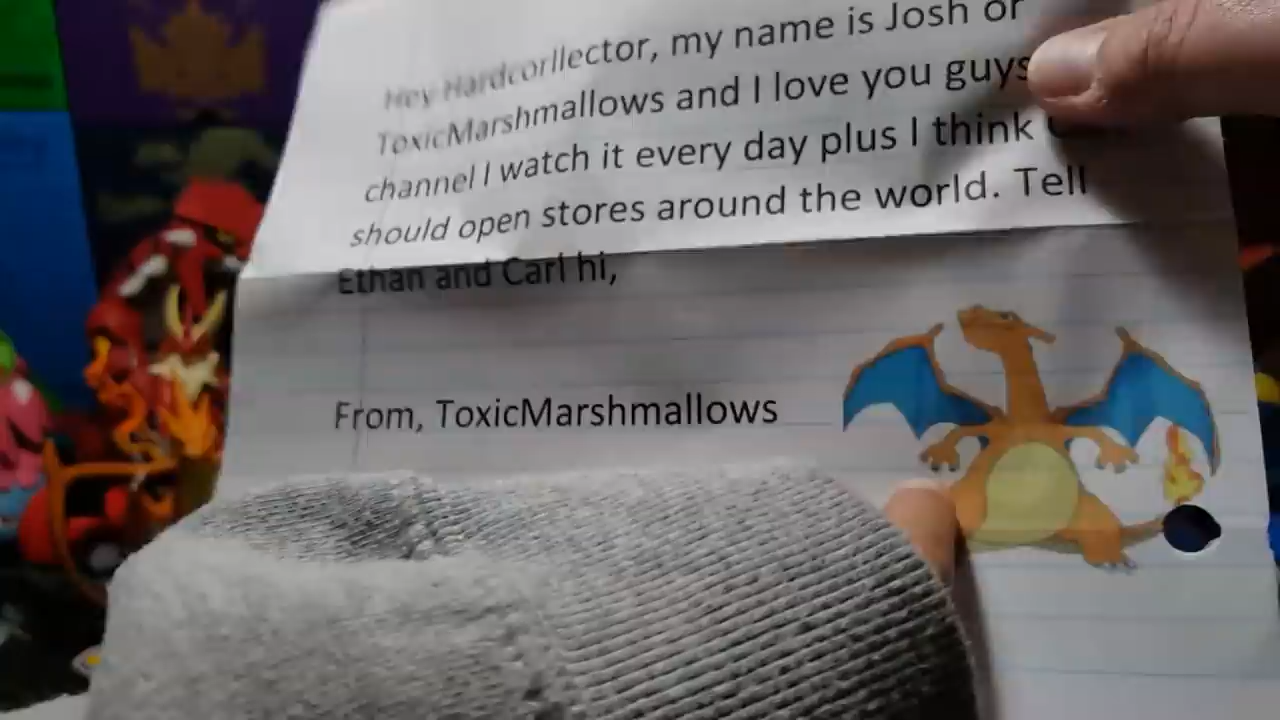 Hey Hardcorllector, my name is Josh or
ToxicMarshmallows and I love you guys
channel I watch it every day plus I think
should open stores around the world. Tell
Ethan and Carl hi,
From, ToxicMarshmallows